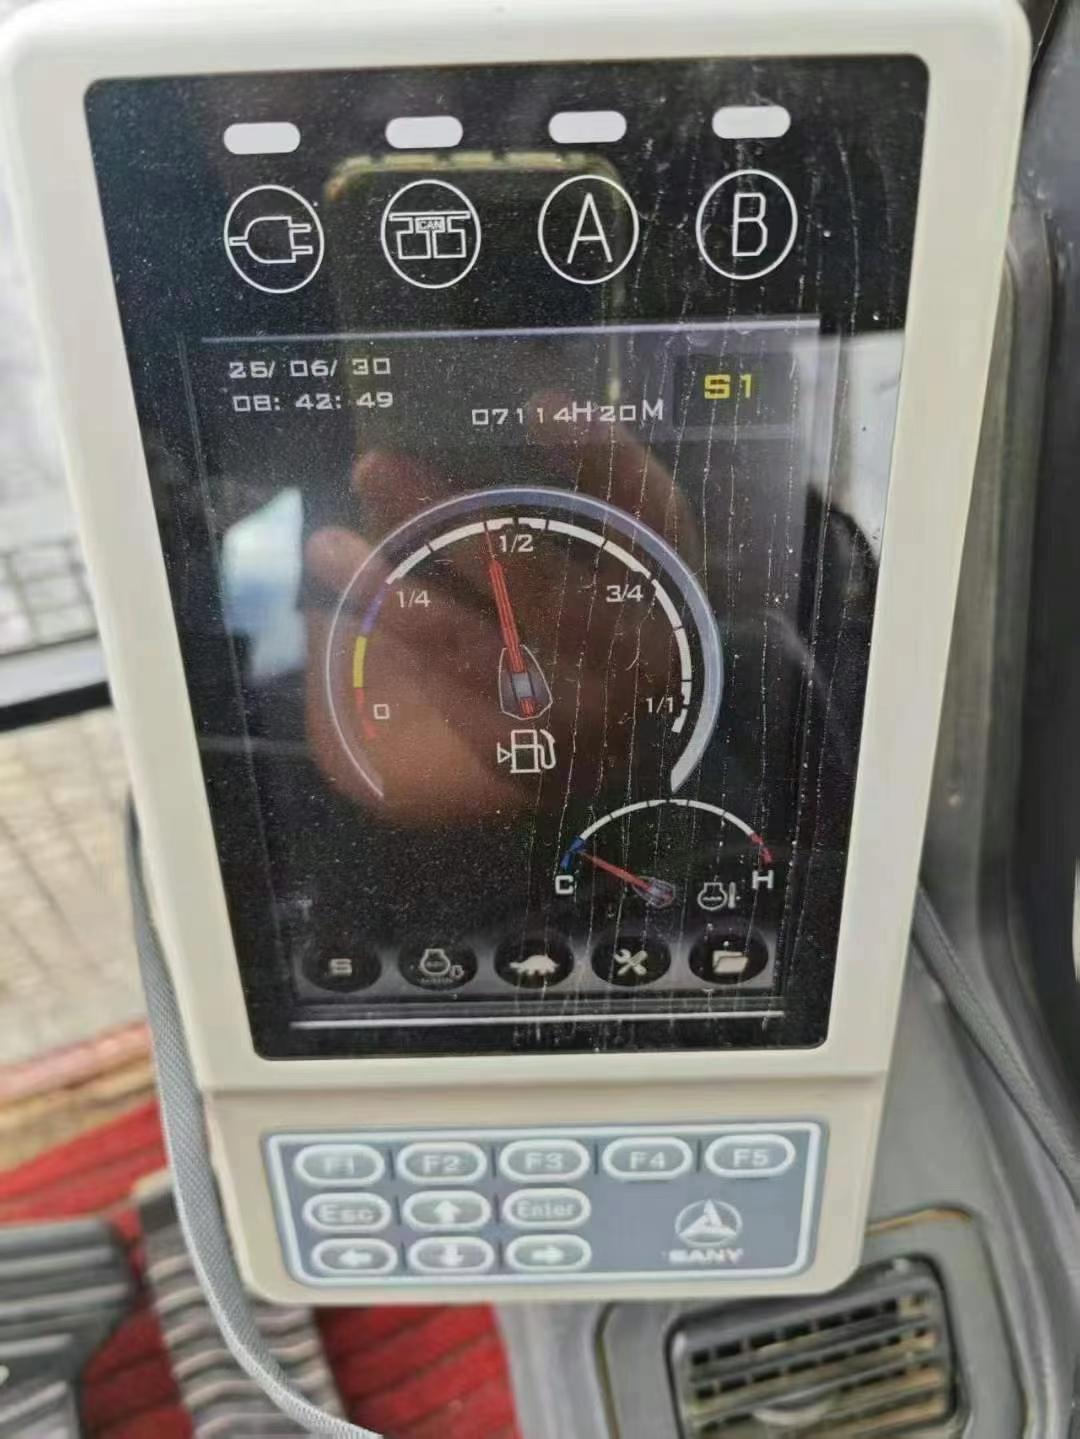 CAN
A B
25/ 06/ 30
08: 42: 49
07114H20M
S1
1/2
1/4
3/4
0
1/1
C
H
S
F1 F2 F3 F4 F5
Esc Enter
SANY